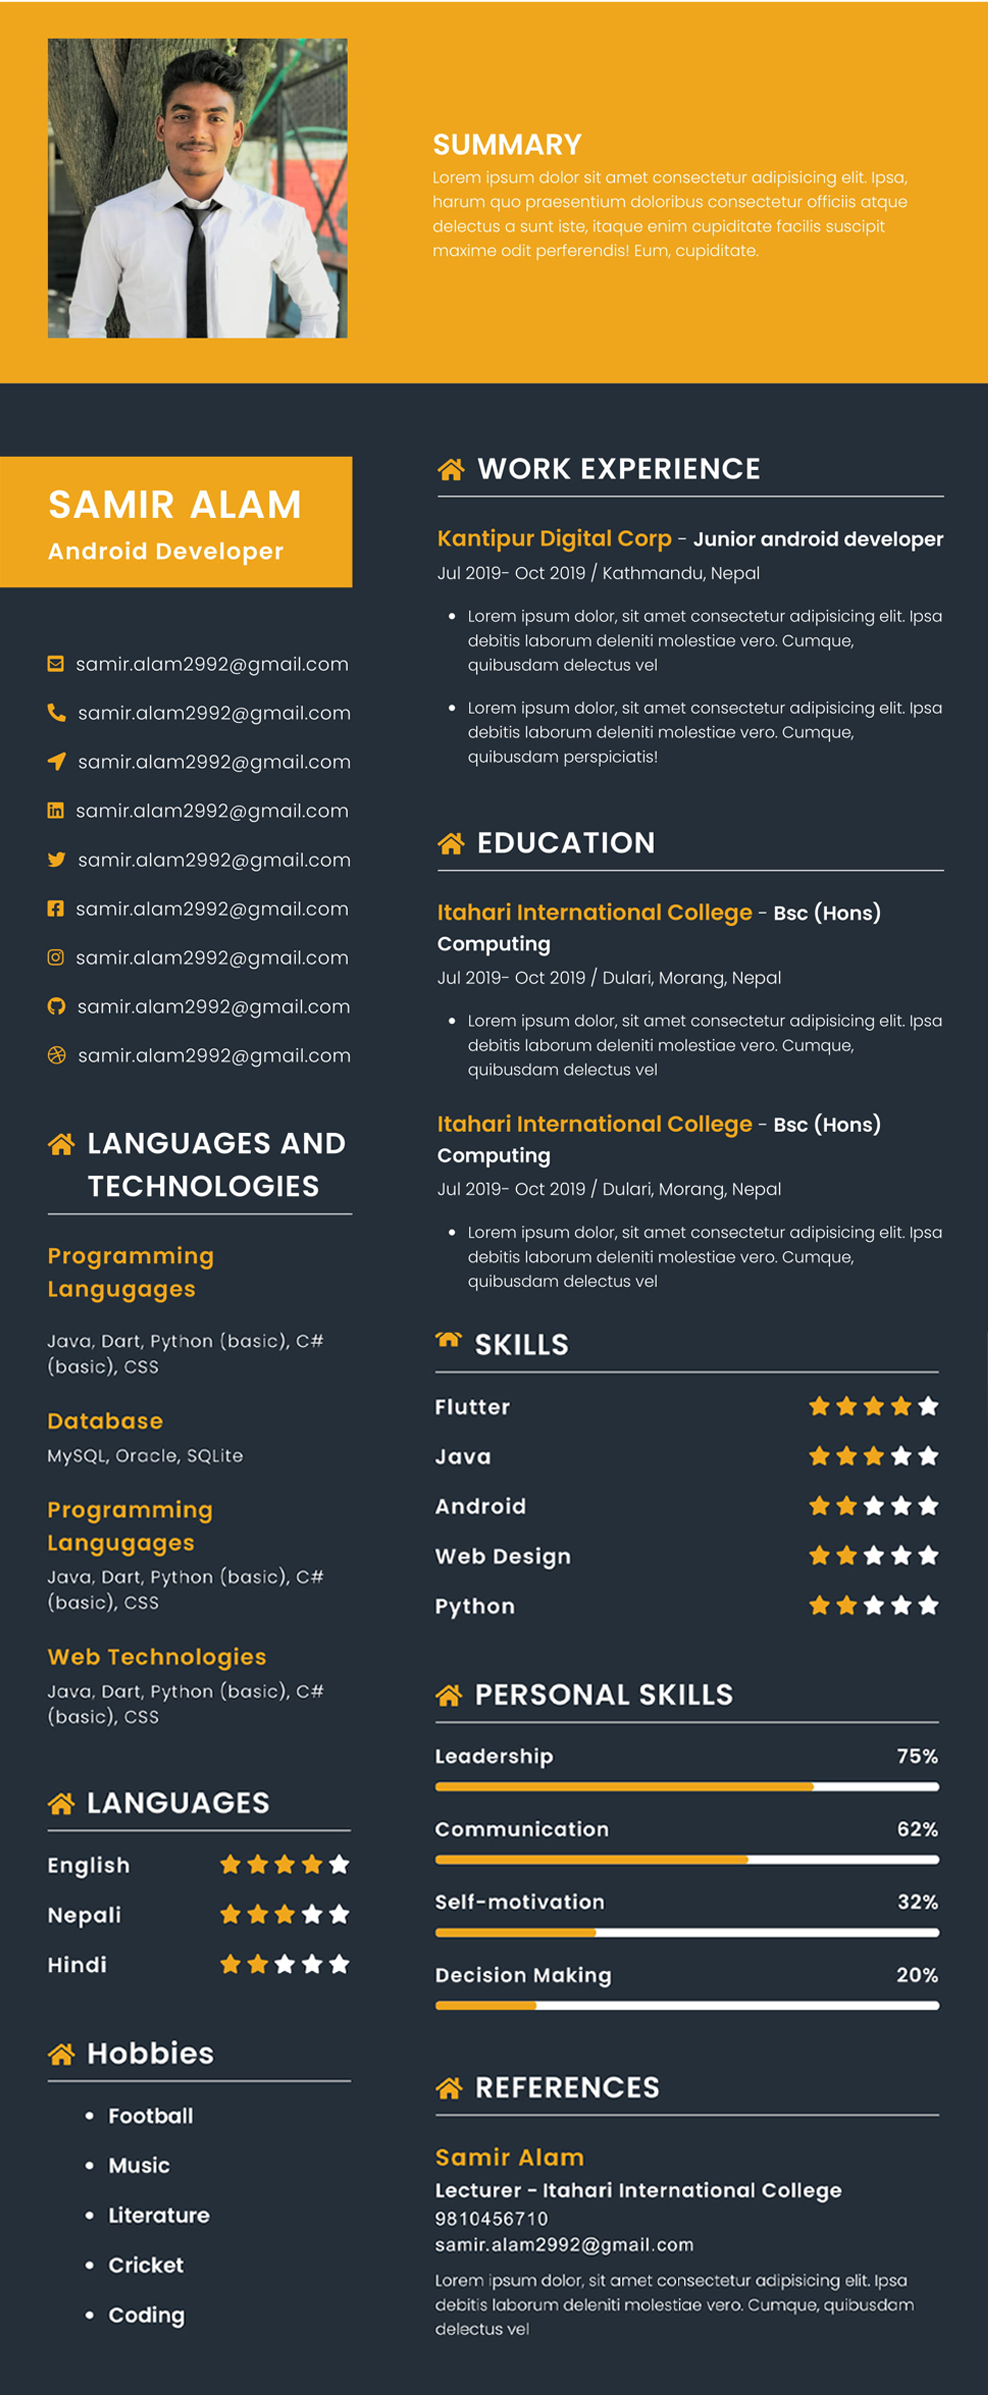 SUMMARY
Lorem ipsum dolor sit amet consectetur adipisicing elit. Ipsa,
harum quo praesentium doloribus consectetur officiis atque
delectus a sunt iste, itaque enim cupiditate facilis suscipit
maxime odit perferendis! Eum, cupiditate.
SAMIR ALAM
Android Developer
samir.alam2992@gmail.com
samir.alam2992@gmail.com
samir.alam2992@gmail.com
samir.alam2992@gmail.com
samir.alam2992@gmail.com
samir.alam2992@gmail.com
samir.alam2992@gmail.com
samir.alam2992@gmail.com
samir.alam2992@gmail.com
LANGUAGES AND
TECHNOLOGIES
Programming
Langugages
Java, Dart, Python (basic), C#
(basic), CSS
Database
MySQL, Oracle, SQLite
Programming
Langugages
Java, Dart, Python (basic), C#
(basic), CSS
Web Technologies
Java, Dart, Python (basic), C#
(basic), CSS
LANGUAGES
English
Nepali
Hindi
Hobbies
• Football
• Music
• Literature
• Cricket
• Coding
WORK EXPERIENCE
Kantipur Digital Corp - Junior android developer
Jul 2019- Oct 2019 / Kathmandu, Nepal
• Lorem ipsum dolor, sit amet consectetur adipisicing elit. Ipsa
debitis laborum deleniti molestiae vero. Cumque,
quibusdam delectus vel
• Lorem ipsum dolor, sit amet consectetur adipisicing elit. Ipsa
debitis laborum deleniti molestiae vero. Cumque,
quibusdam perspiciatis!
EDUCATION
Itahari International College - Bsc (Hons)
Computing
Jul 2019- Oct 2019 / Dulari, Morang, Nepal
• Lorem ipsum dolor, sit amet consectetur adipisicing elit. Ipsa
debitis laborum deleniti molestiae vero. Cumque,
quibusdam delectus vel
Itahari International College - Bsc (Hons)
Computing
Jul 2019- Oct 2019 / Dulari, Morang, Nepal
• Lorem ipsum dolor, sit amet consectetur adipisicing elit. Ipsa
debitis laborum deleniti molestiae vero. Cumque,
quibusdam delectus vel
SKILLS
Flutter
Java
Android
Web Design
Python
PERSONAL SKILLS
Leadership 75%
Communication 62%
Self-motivation 32%
Decision Making 20%
REFERENCES
Samir Alam
Lecturer - Itahari International College
9810456710
samir.alam2992@gmail.com
Lorem ipsum dolor, sit amet consectetur adipisicing elit. Ipsa
debitis laborum deleniti molestiae vero. Cumque, quibusdam
delectus vel